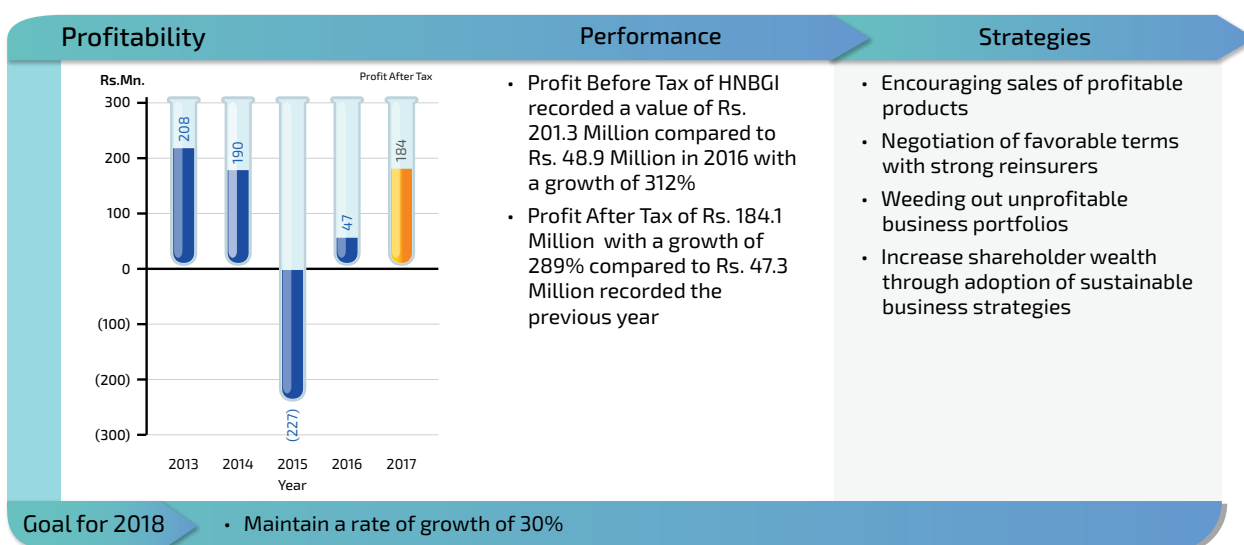 Profitability
Performance
Strategies
Rs.Mn.
Profit After Tax
300
200
100
0
(100)
(200)
(300)
208
190
(227)
47
184
2013
2014
2015
2016
2017
Year
• Profit Before Tax of HNBGI
recorded a value of Rs.
201.3 Million compared to
Rs. 48.9 Million in 2016 with
a growth of 312%
• Profit After Tax of Rs. 184.1
Million with a growth of
289% compared to Rs. 47.3
Million recorded the
previous year
• Encouraging sales of profitable
products
• Negotiation of favorable terms
with strong reinsurers
• Weeding out unprofitable
business portfolios
• Increase shareholder wealth
through adoption of sustainable
business strategies
Goal for 2018
• Maintain a rate of growth of 30%